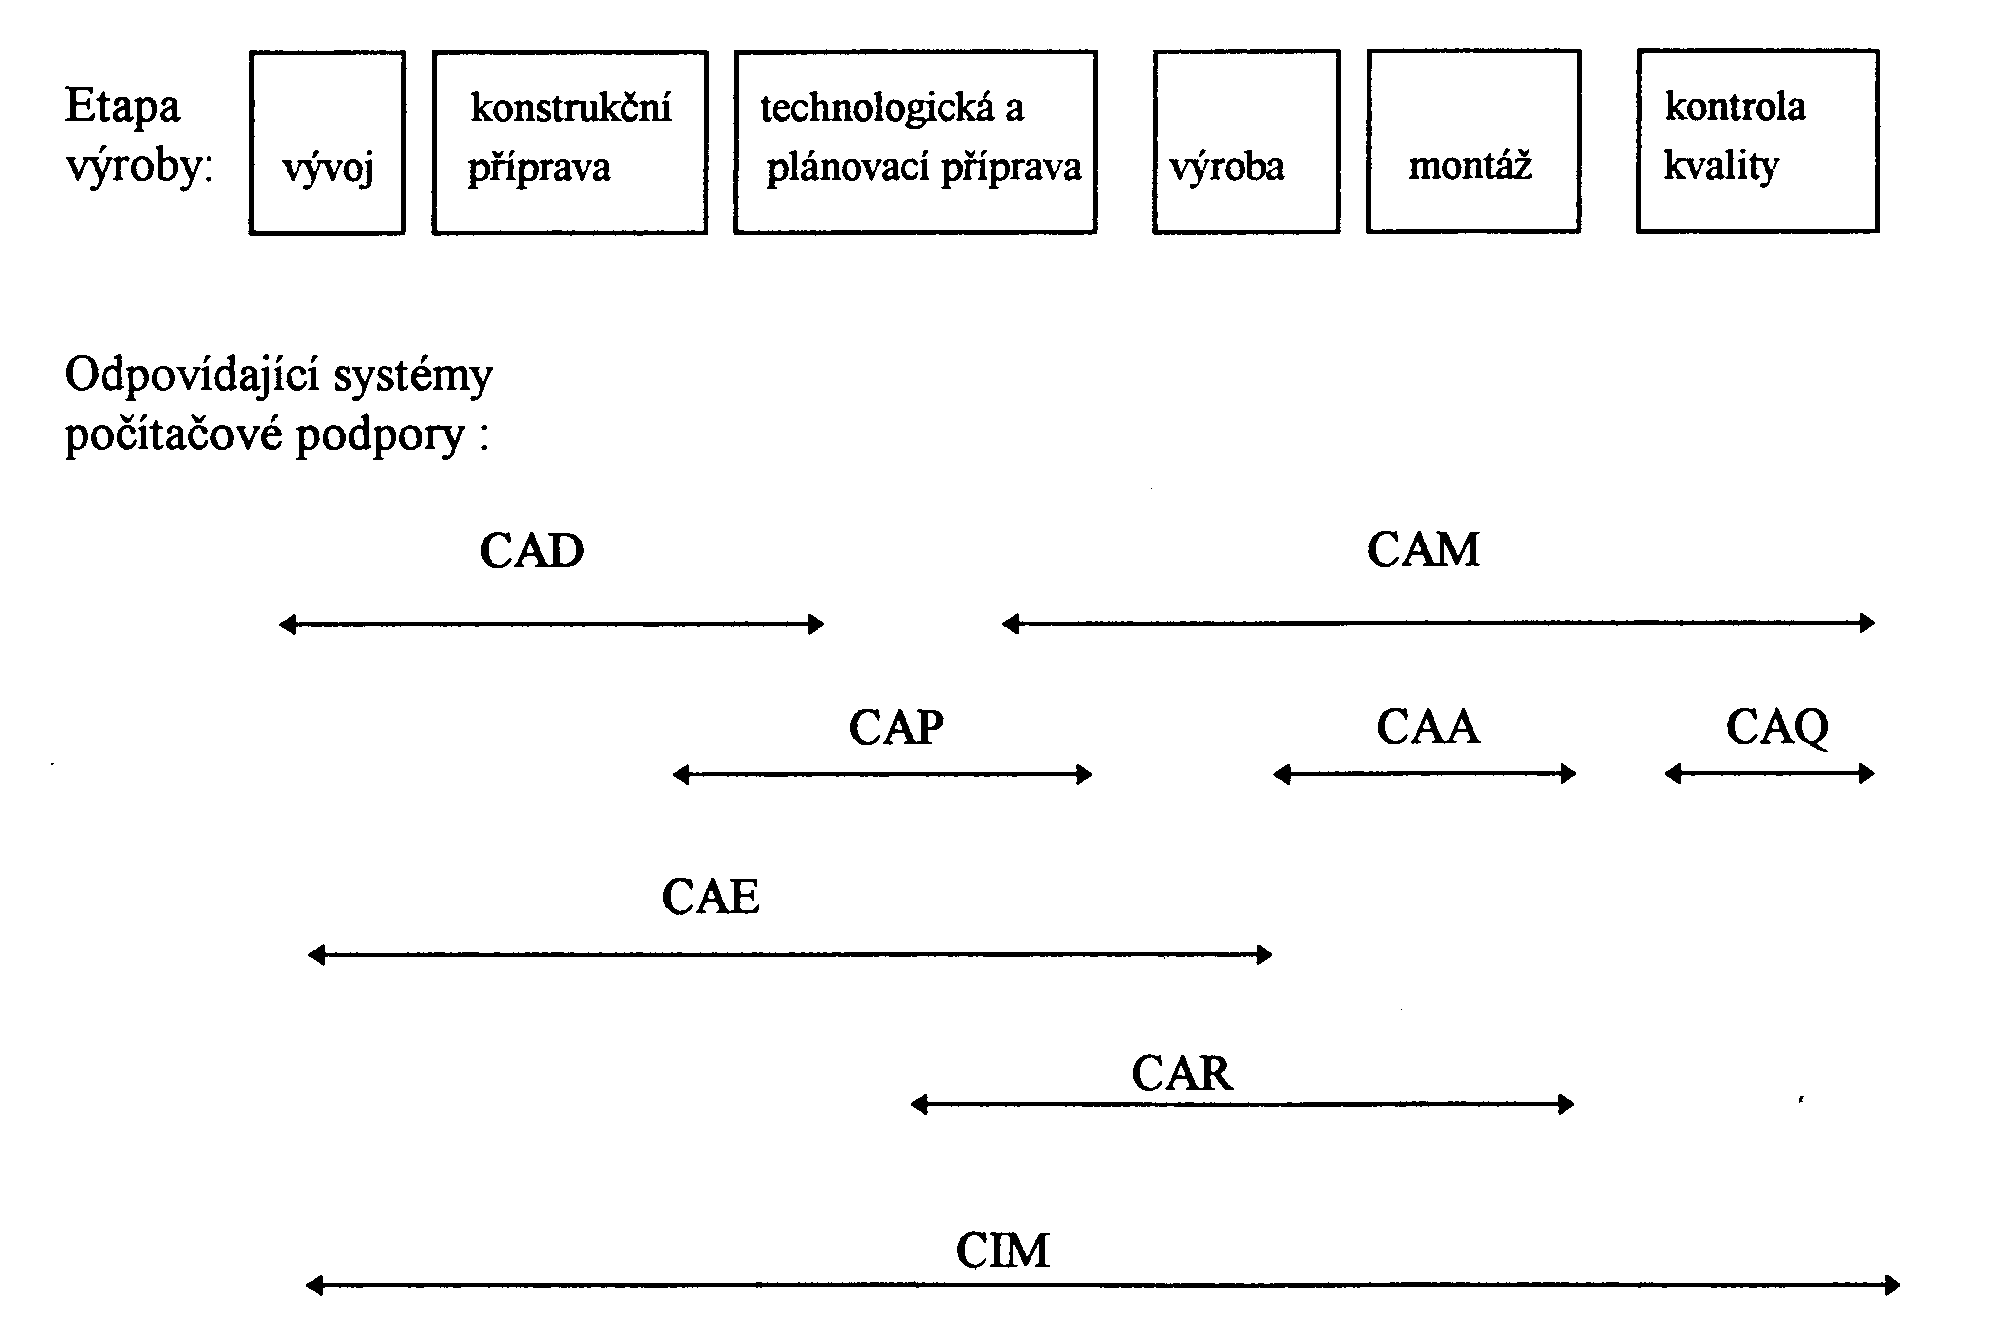 Etapa
výroby:
vývoj
konstrukční
příprava
technologická a
plánovací příprava
výroba
montáž
kontrola
kvality
Odpovídající systémy
počítačové podpory :
CAD
CAM
CAP
CAA
CAQ
CAE
CAR
CIM